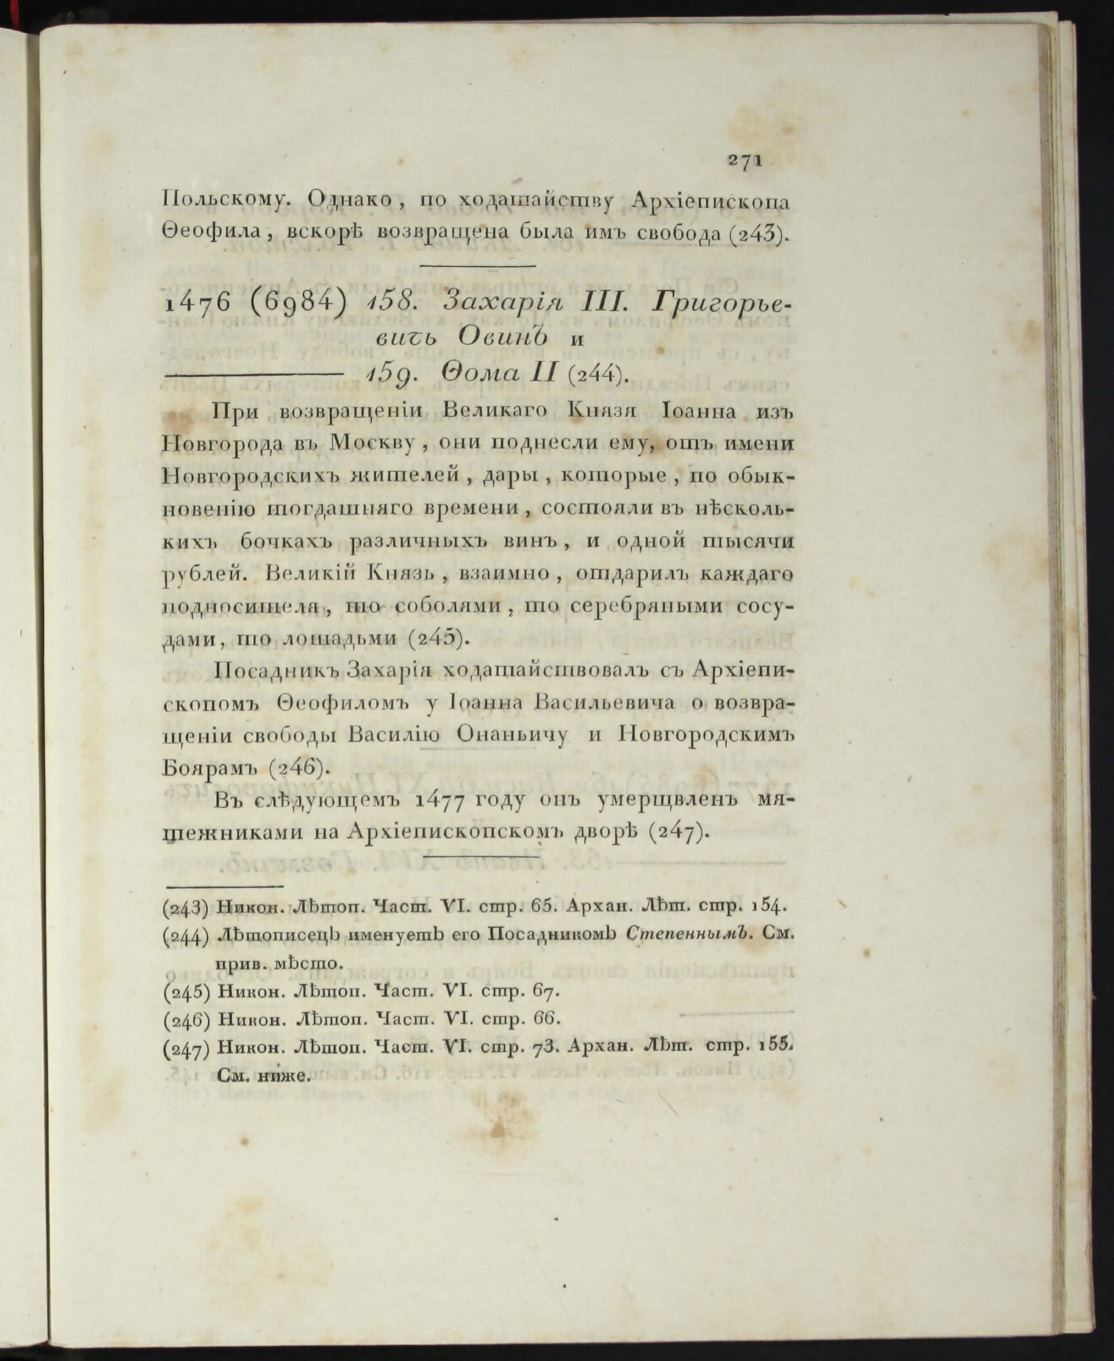 271
Польскому. Однако, по ходатайству Архіепископа
Ѳеофила, вскорѣ возвращена была имъ свобода (243).
1476 (6984) 158. Захарія III. Григорье-
вичь Овинъ и
159. Ѳома II (244).
При возвращеніи Великаго Князя Іоанна изъ
Новгорода въ Москву, они поднесли ему, отъ имени
Новгородскихъ жителей, дары, которые, по обык-
новенію тогдашняго времени, состояли въ нѣсколь-
кихъ бочкахъ различныхъ винъ, и одной тысячи
рублей. Великій Князь, взаимно, отдарилъ каждаго
подносителя, то соболями, то серебряными сосу-
дами, то лошадьми (245).
Посадникъ Захарія ходатайствовалъ съ Архіепи-
скопомъ Ѳеофиломъ у Іоанна Васильевича о возвра-
щеніи свободы Василію Онаньичу и Новгородскимъ
Боярамъ (246).
Въ слѣдующемъ 1477 году онъ умерщвленъ мя-
тежниками на Архіепископскомъ дворѣ (247).
(243) Никон. Лѣтоп. Част. VI. стр. 65. Архан. Лѣт. стр. 154.
(244) Лѣтописецъ именуетъ его Посадникомъ Степеннымъ. См.
прив. мѣсто.
(245) Никон. Лѣтоп. Част. VI. стр. 67.
(246) Никон. Лѣтоп. Част. VI. стр. 66.
(247) Никон. Лѣтоп. Част. VI. стр. 73. Архан. Лѣт. стр. 155.
См. ниже.